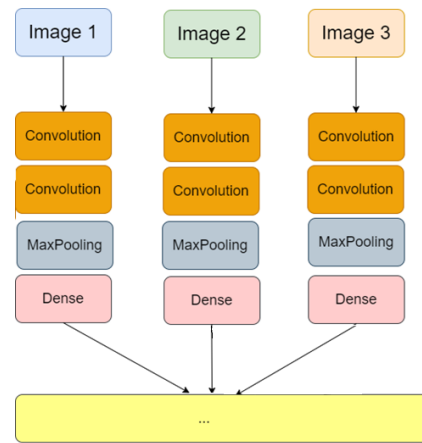 Image 1
Image 2
Image 3
Convolution
Convolution
Convolution
Convolution
Convolution
Convolution
MaxPooling
MaxPooling
MaxPooling
Dense
Dense
Dense
...